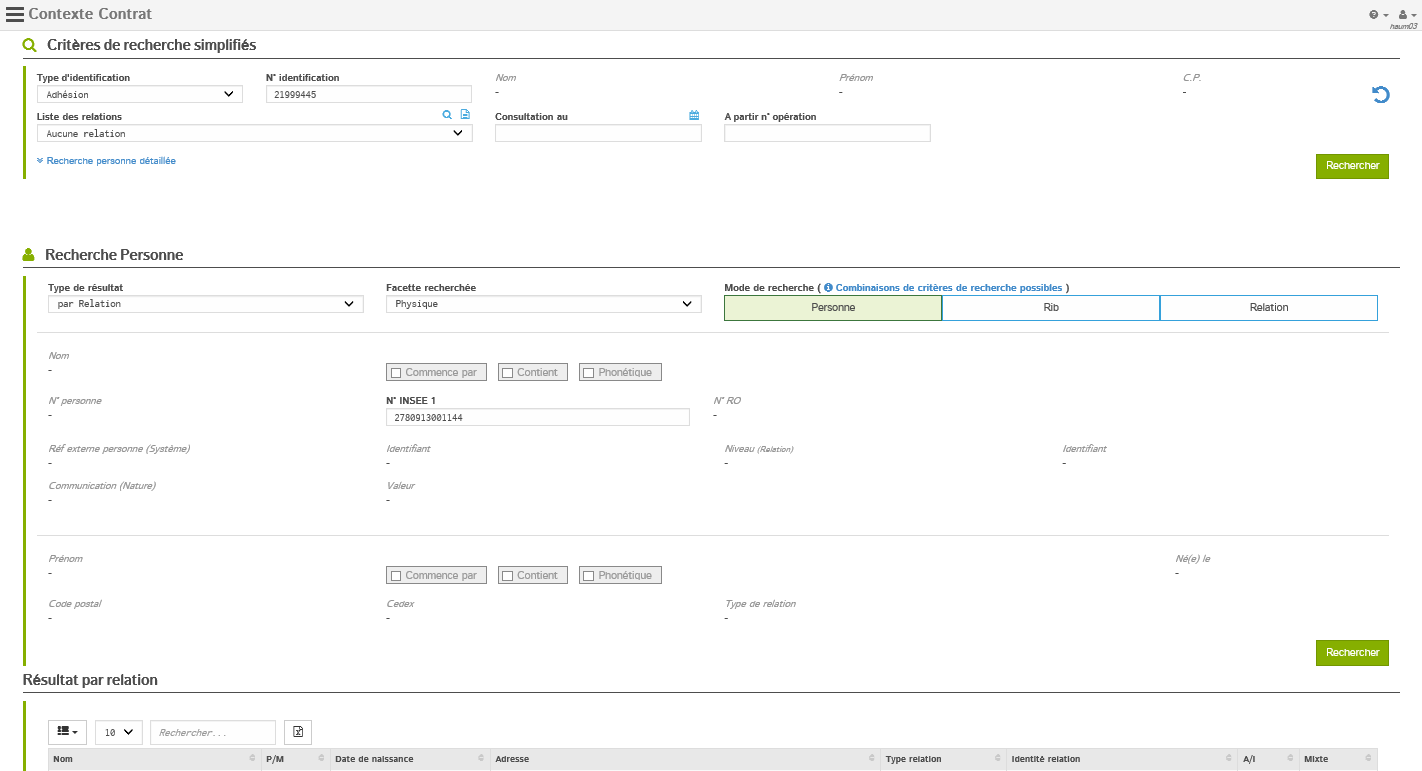 Contexte Contrat
haum03
Critères de recherche simplifiés
Type d'identification N° identification Nom Prénom C.P.
Adhésion 21999445 - - -
Liste des relations Consultation au A partir n° opération
Aucune relation
Recherche personne détaillée
Rechercher
Recherche Personne
Type de résultat Facette recherchée Mode de recherche ( Combinaisons de critères de recherche possibles )
par Relation Physique Personne Rib Relation
Nom
- Commence par Contient Phonétique
N° personne N° INSEE 1 N° RO
- 2780913001144 -
Réf externe personne (Système) Identifiant Niveau (Relation) Identifiant
- - - -
Communication (Nature) Valeur
- -
Prénom Né(e) le
- Commence par Contient Phonétique -
Code postal Cedex Type de relation
- - -
Rechercher
Résultat par relation
10 Rechercher...
Nom P/M Date de naissance Adresse Type relation Identité relation A/I Mixte